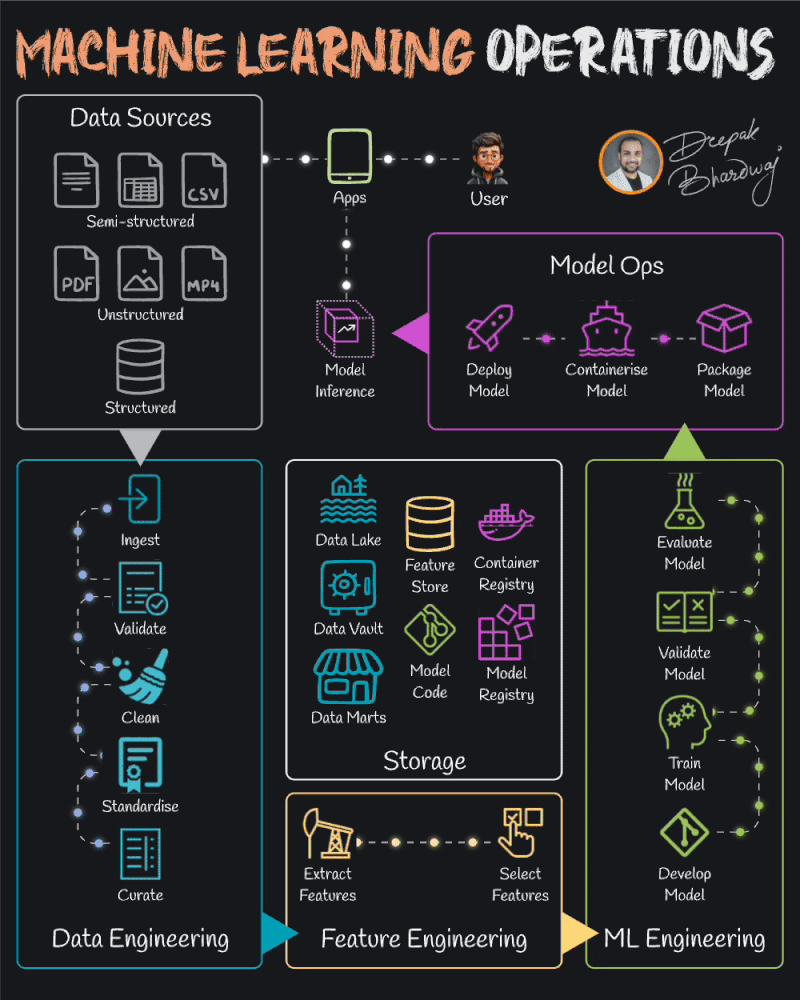 MACHINE LEARNING OPERATIONS
Data Sources
CSV
Semi-structured
PDF
MP4
Unstructured
Structured
Apps
User
Deepak
Bhardwaj
Model
Inference
Model Ops
Deploy
Model
Containerise
Model
Package
Model
Ingest
Validate
Clean
Standardise
Curate
Data Engineering
Data Lake
Feature
Store
Container
Registry
Data Vault
Model
Code
Model
Registry
Data Marts
Storage
Extract
Features
Select
Features
Feature Engineering
Evaluate
Model
Validate
Model
Train
Model
Develop
Model
ML Engineering